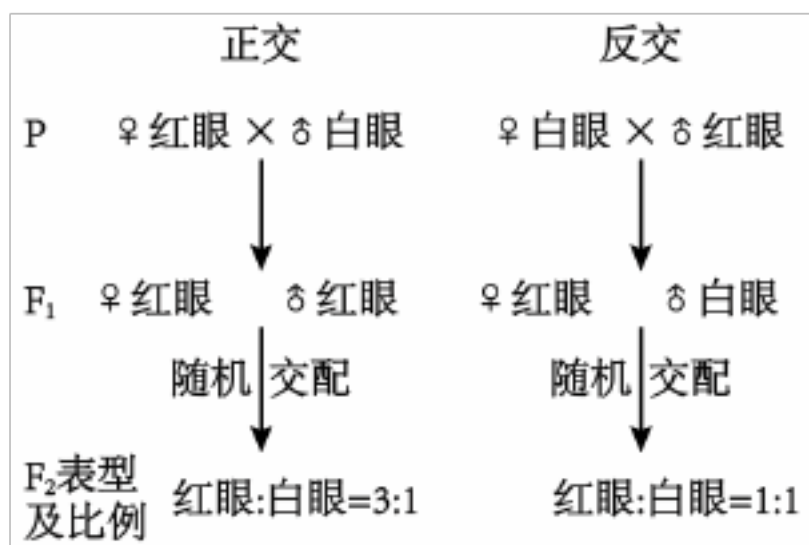 正交 反交
P ♀红眼×♂白眼 ♀白眼×♂红眼
F₁ ♀红眼 ♂红眼 ♀红眼 ♂白眼
随机 交配 随机 交配
F₂表型
及比例 红眼:白眼=3:1 红眼:白眼=1:1